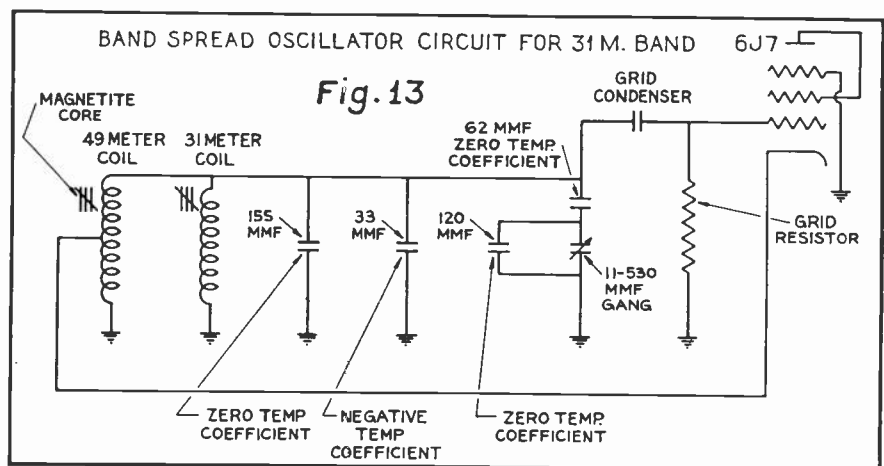 BAND SPREAD OSCILLATOR CIRCUIT FOR 31 M. BAND 6J7
Fig. 13
MAGNETITE
CORE
49 METER
COIL
31 METER
COIL
GRID
CONDENSER
62 MMF
ZERO TEMP.
COEFFICIENT
155
MMF
33
MMF
120
MMF
11-530
MMF
GANG
GRID
RESISTOR
ZERO TEMP
COEFFICIENT
NEGATIVE
TEMP
COEFFICIENT
ZERO TEMP.
COEFFICIENT